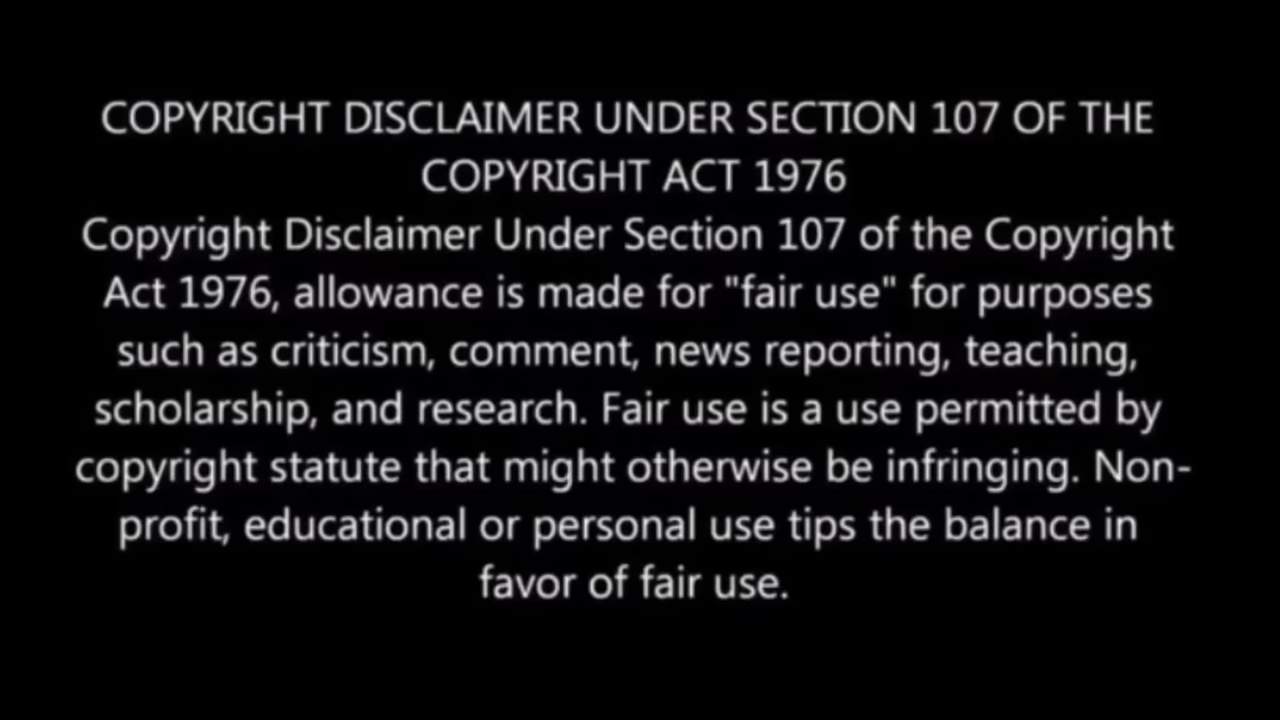 COPYRIGHT DISCLAIMER UNDER SECTION 107 OF THE
COPYRIGHT ACT 1976
Copyright Disclaimer Under Section 107 of the Copyright
Act 1976, allowance is made for "fair use" for purposes
such as criticism, comment, news reporting, teaching,
scholarship, and research. Fair use is a use permitted by
copyright statute that might otherwise be infringing. Non-
profit, educational or personal use tips the balance in
favor of fair use.